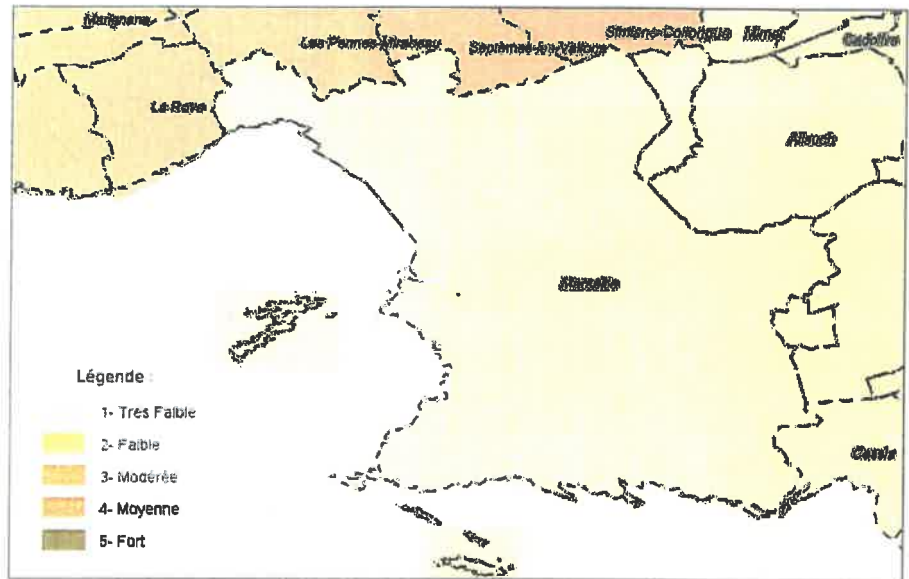 Marignane
Les Pennes-Mirabeau
Septèmes-les-Vallons
Simiane-Collongue
Mimet
Cadolive
Le Rove
Allauch
Marseille
Cassis
Légende :
1- Très Faible
2- Faible
3- Modérée
4- Moyenne
5- Fort